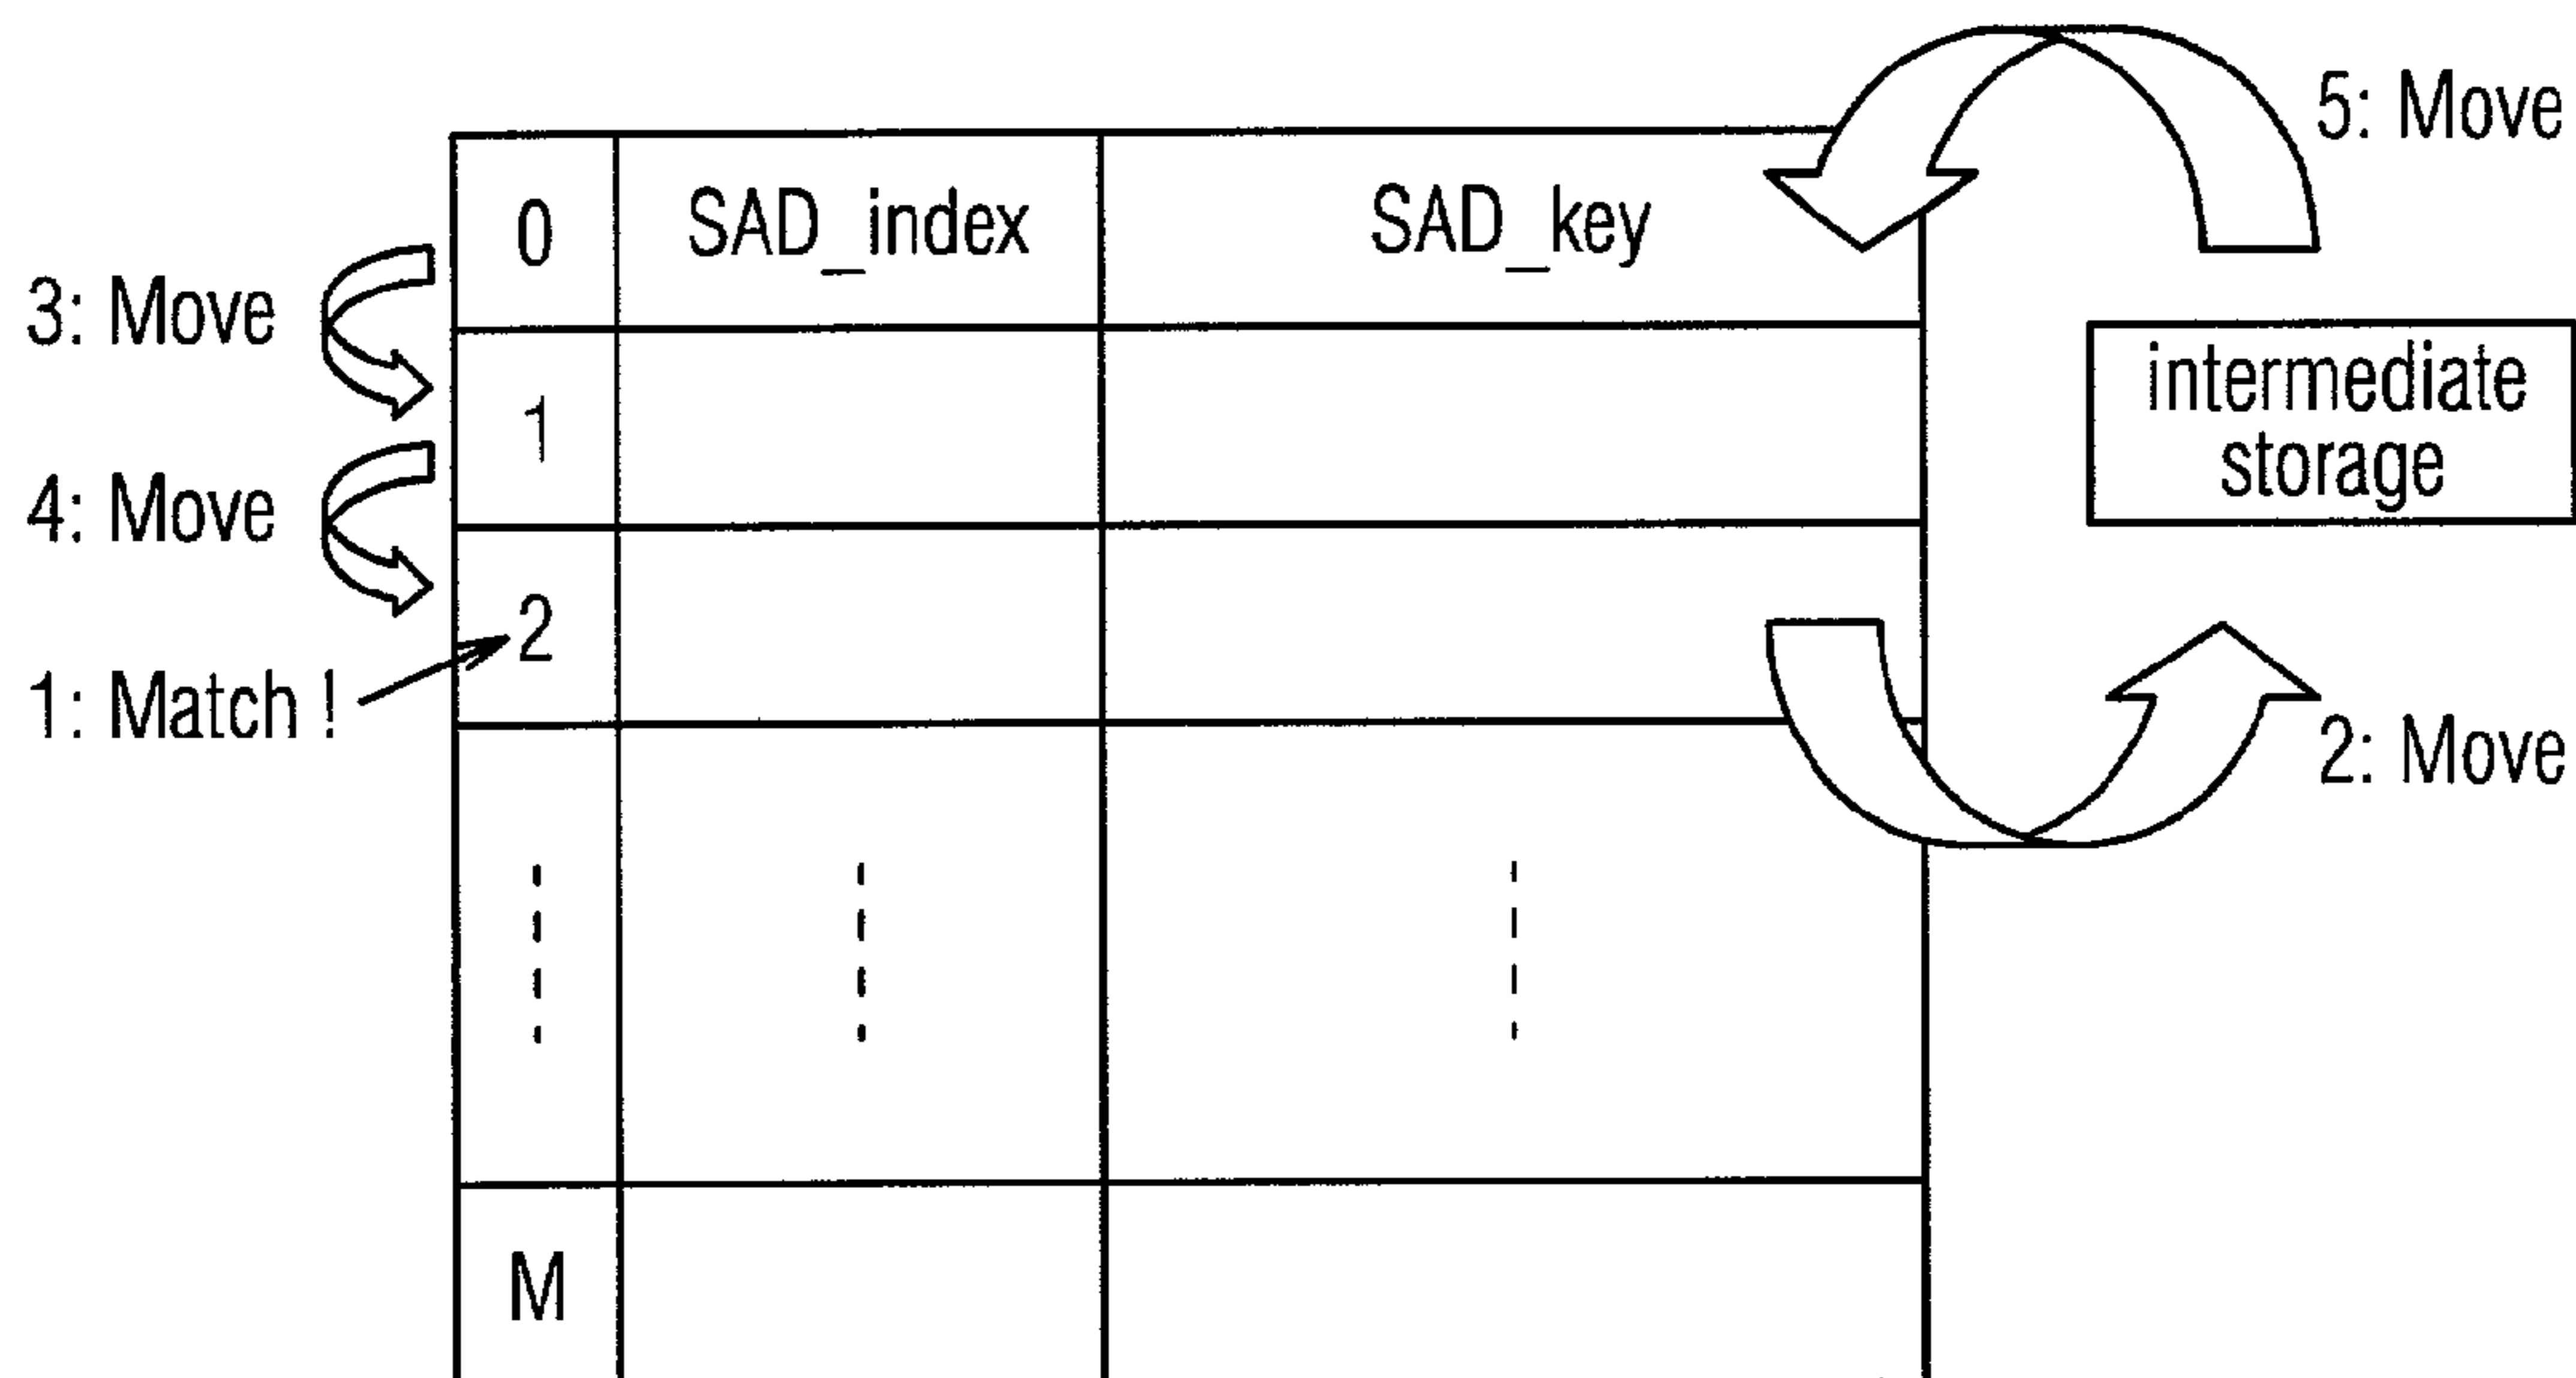 5: Move
0 SAD_index SAD_key
3: Move
intermediate
storage
1
4: Move
2
1: Match !
2: Move
M